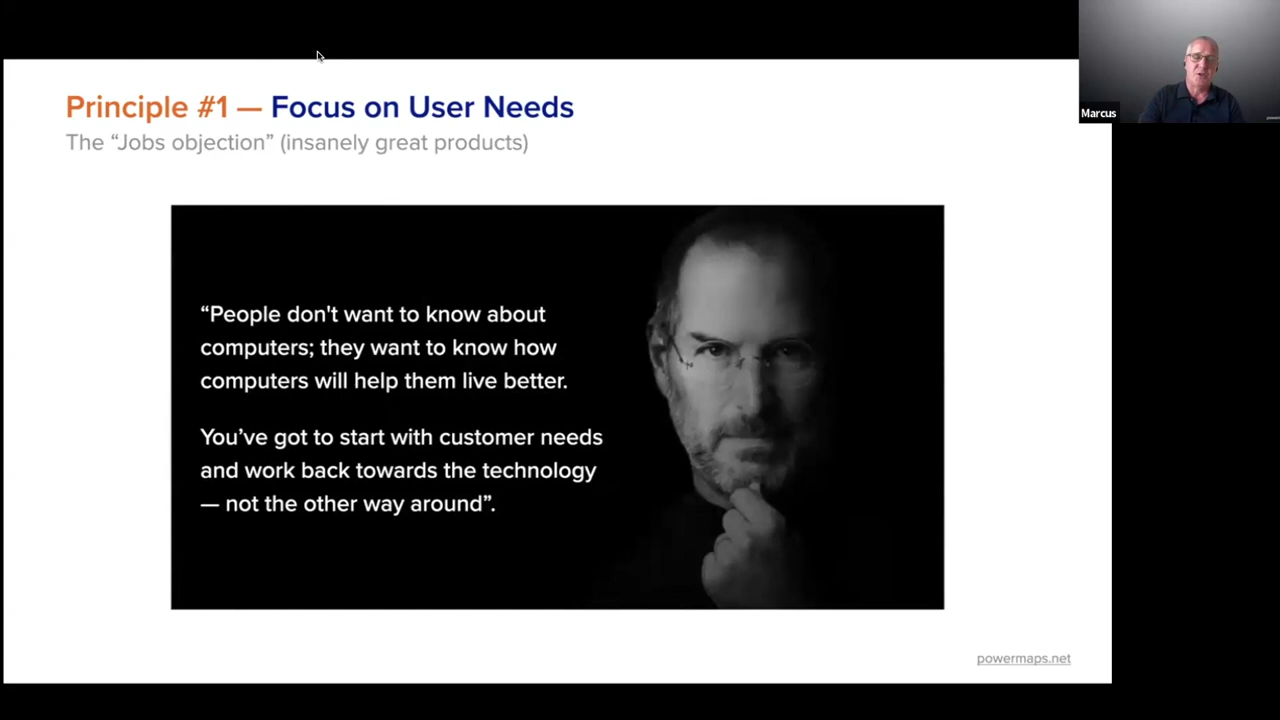 Principle #1 — Focus on User Needs
The “Jobs objection” (insanely great products)
“People don't want to know about
computers; they want to know how
computers will help them live better.
You’ve got to start with customer needs
and work back towards the technology
— not the other way around”.
powermaps.net
Marcus